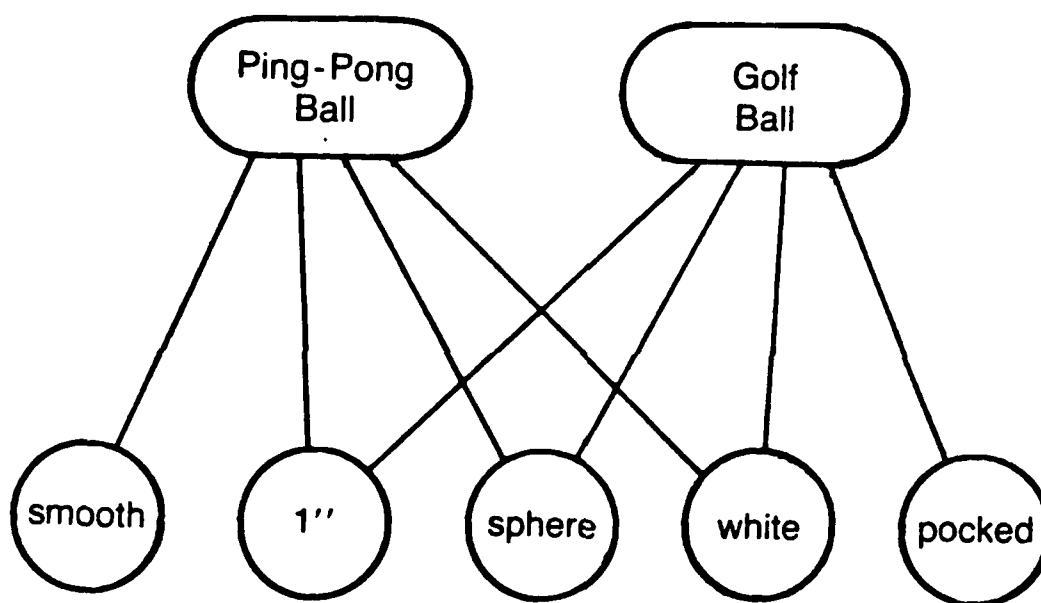 Ping-Pong
Ball
Golf
Ball
smooth
1''
sphere
white
pocked